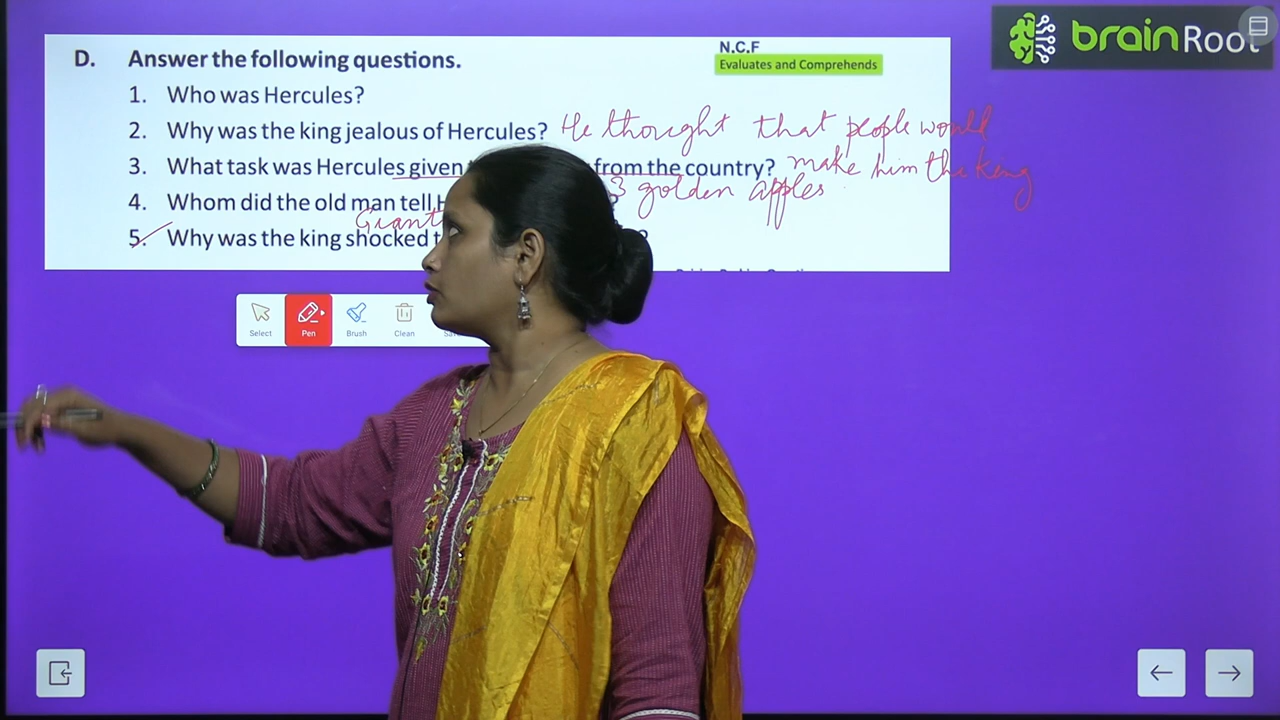 brainRoot
N.C.F
D. Answer the following questions.
Evaluates and Comprehends
1. Who was Hercules?
2. Why was the king jealous of Hercules? He thought that people would
3. What task was Hercules given from the country? make him the king
3 golden apples
4. Whom did the old man tell
Giant
5. Why was the king shocked
Select
Pen
Brush
Clean